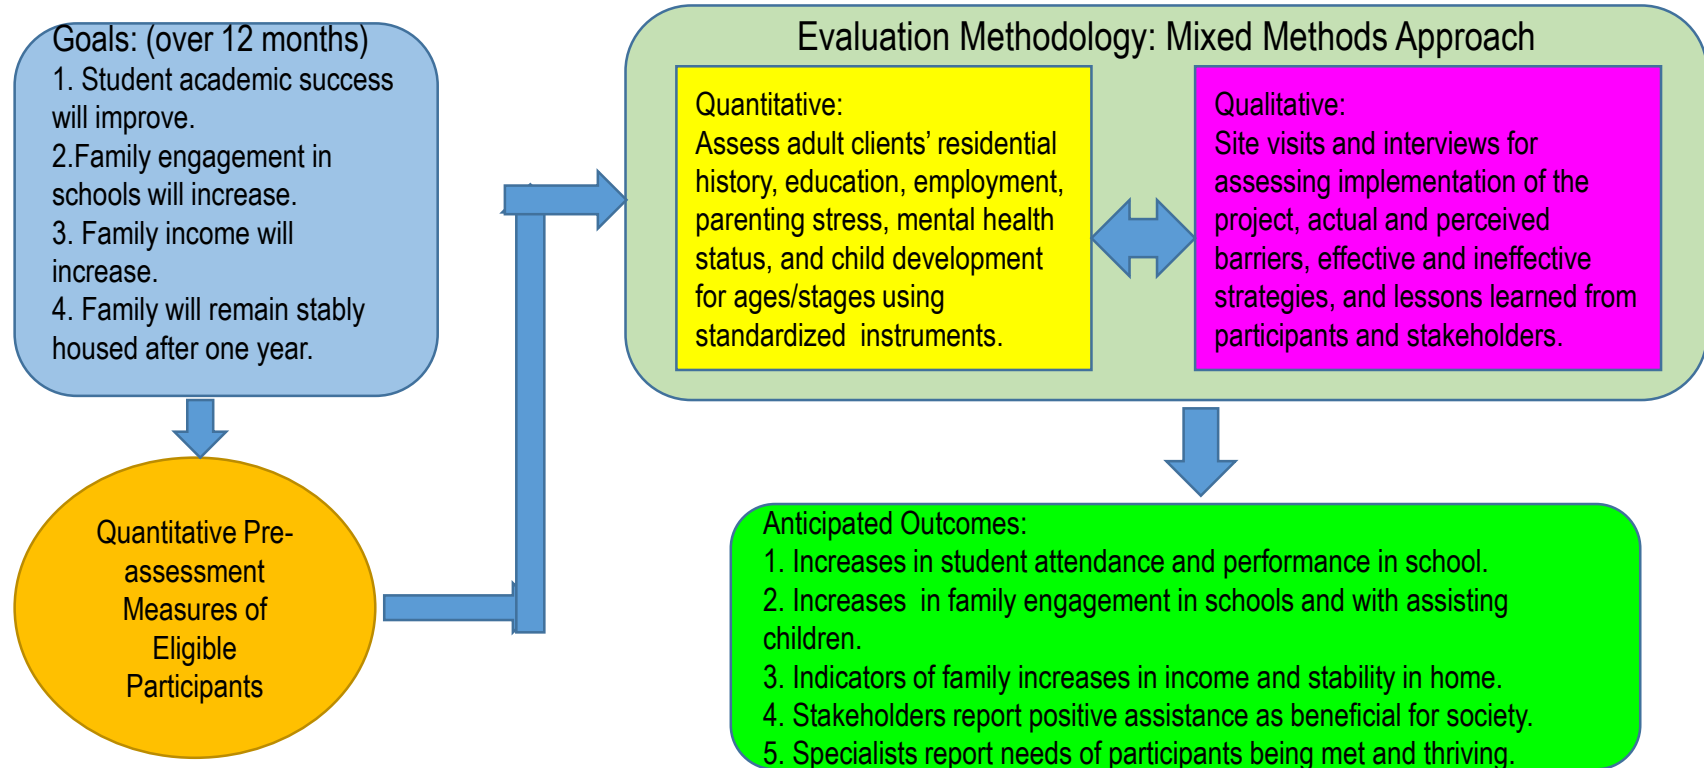 Goals: (over 12 months)
1. Student academic success
will improve.
2.Family engagement in
schools will increase.
3. Family income will
increase.
4. Family will remain stably
housed after one year.
Quantitative Pre-
assessment
Measures of
Eligible
Participants
Evaluation Methodology: Mixed Methods Approach
Quantitative:
Assess adult clients’ residential
history, education, employment,
parenting stress, mental health
status, and child development
for ages/stages using
standardized instruments.
Qualitative:
Site visits and interviews for
assessing implementation of the
project, actual and perceived
barriers, effective and ineffective
strategies, and lessons learned from
participants and stakeholders.
Anticipated Outcomes:
1. Increases in student attendance and performance in school.
2. Increases in family engagement in schools and with assisting
children.
3. Indicators of family increases in income and stability in home.
4. Stakeholders report positive assistance as beneficial for society.
5. Specialists report needs of participants being met and thriving.